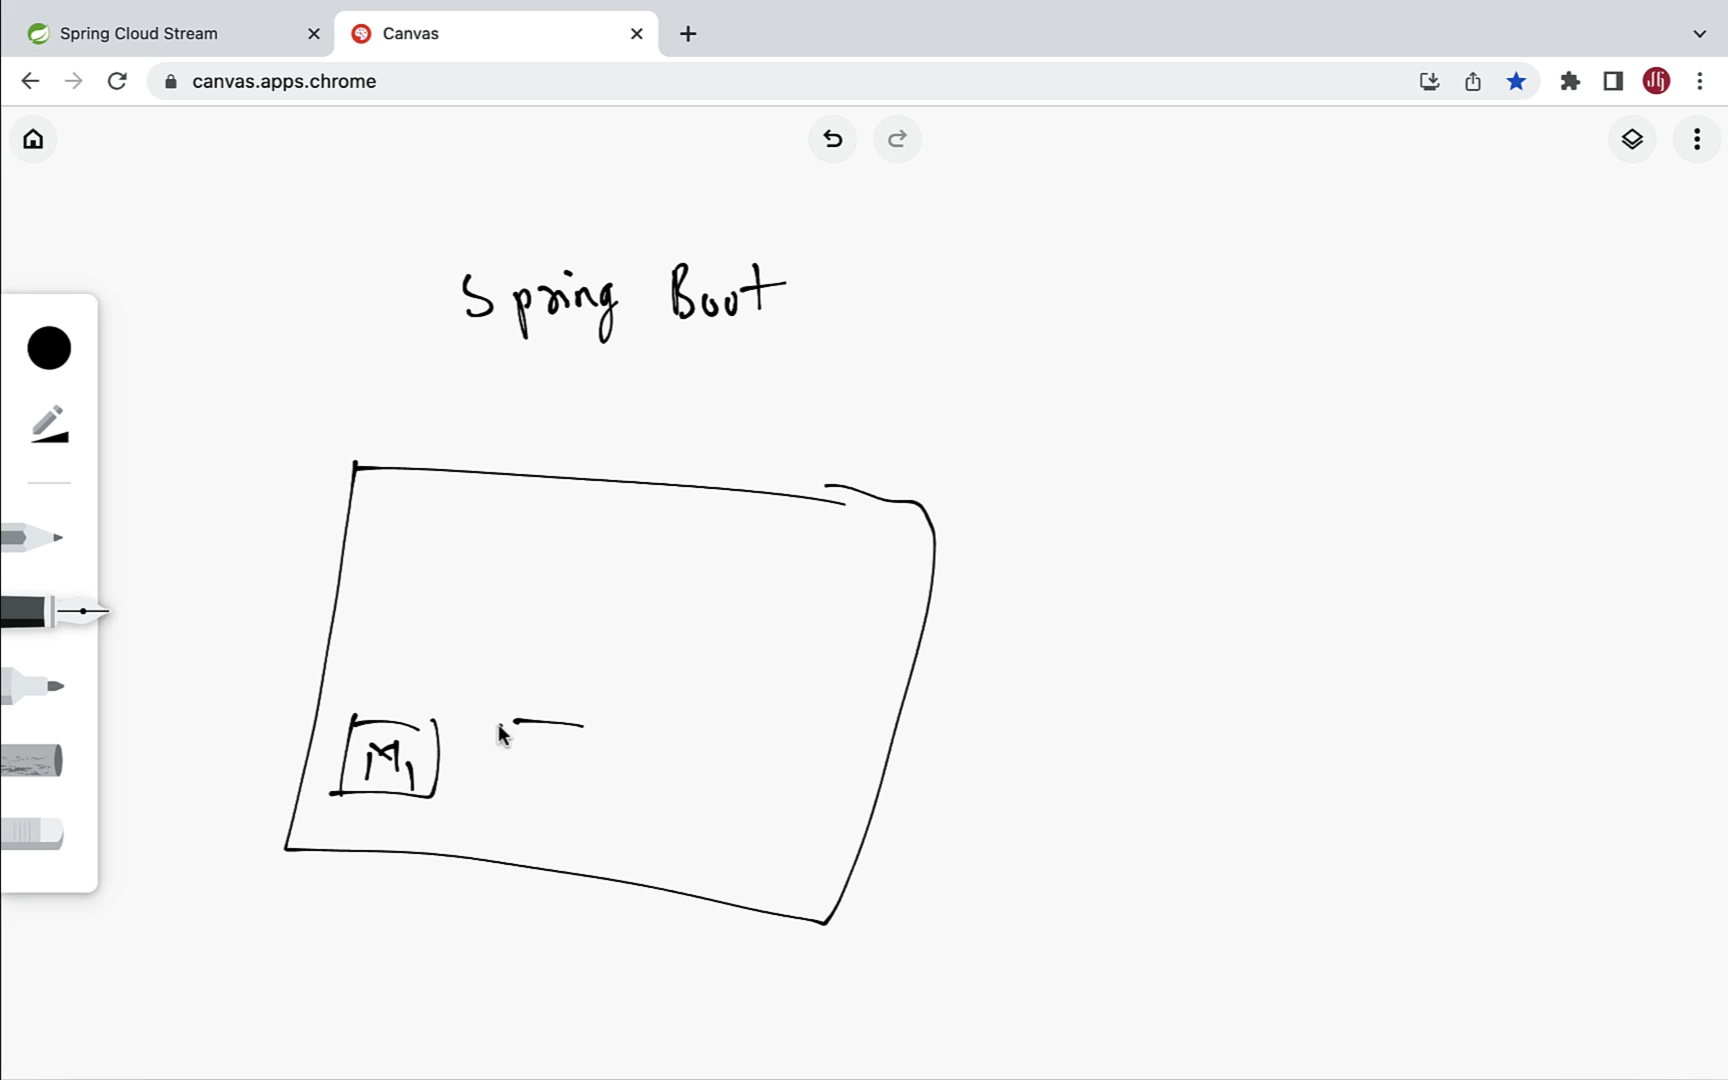 Spring Cloud Stream
Canvas
canvas.apps.chrome
Spring Boot
M1